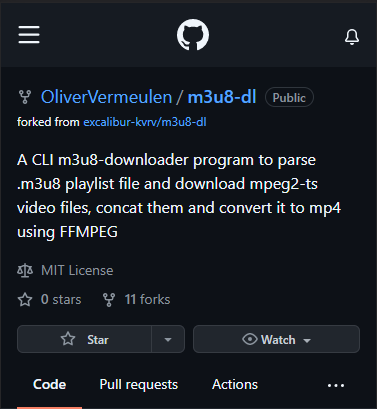 OliverVermeulen / m3u8-dl Public
forked from excalibur-kvrv/m3u8-dl
A CLI m3u8-downloader program to parse
.m3u8 playlist file and download mpeg2-ts
video files, concat them and convert it to mp4
using FFMPEG
MIT License
0 stars 11 forks
Star Watch
Code Pull requests Actions